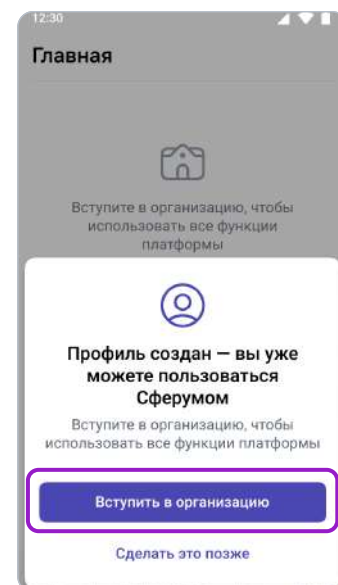 12:30
Главная
Вступите в организацию, чтобы
использовать все функции
платформы
Профиль создан — вы уже
можете пользоваться
Сферумом
Вступите в организацию, чтобы
использовать все функции платформы
Вступить в организацию
Сделать это позже